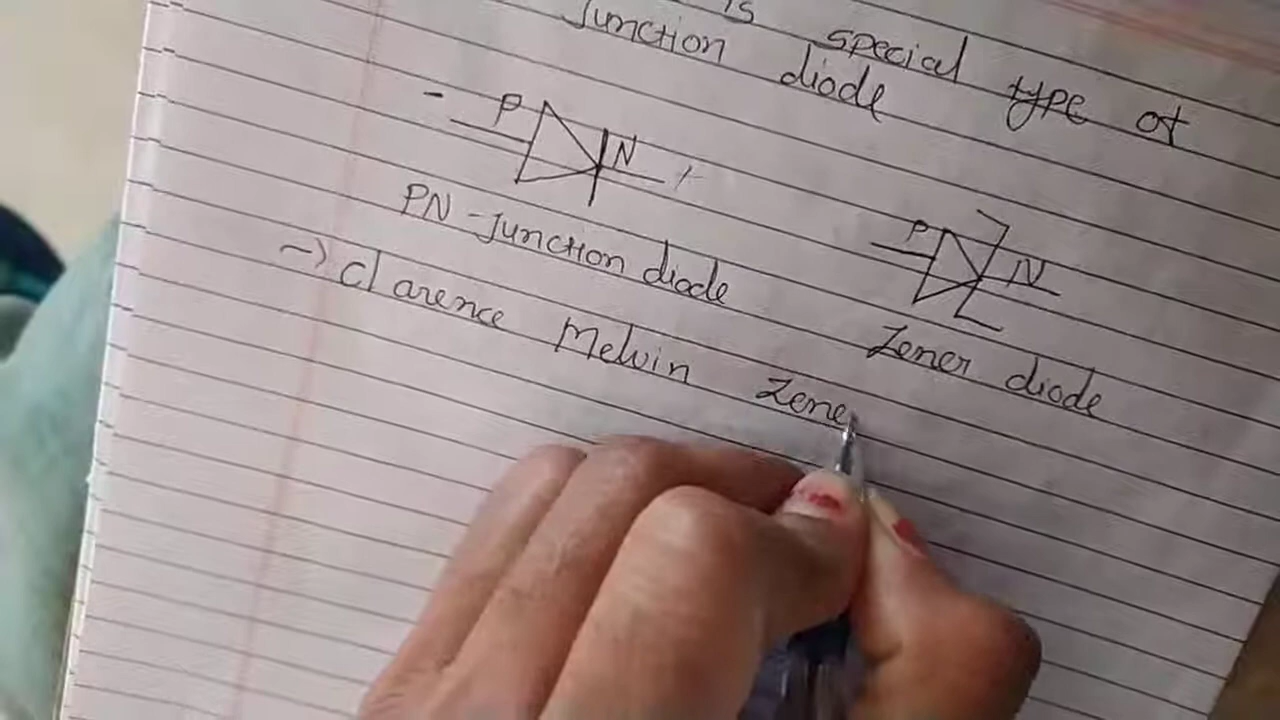 is special type of
Junction diode
- P N +
P N
PN-Junction diode
Zener diode
→ Clarence Melvin Zene